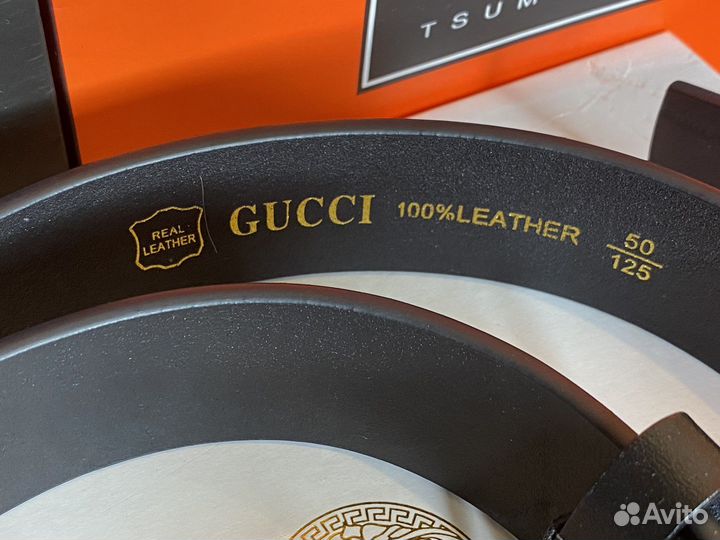 TSUM
REAL
LEATHER
GUCCI
100%LEATHER
50
125
Avito